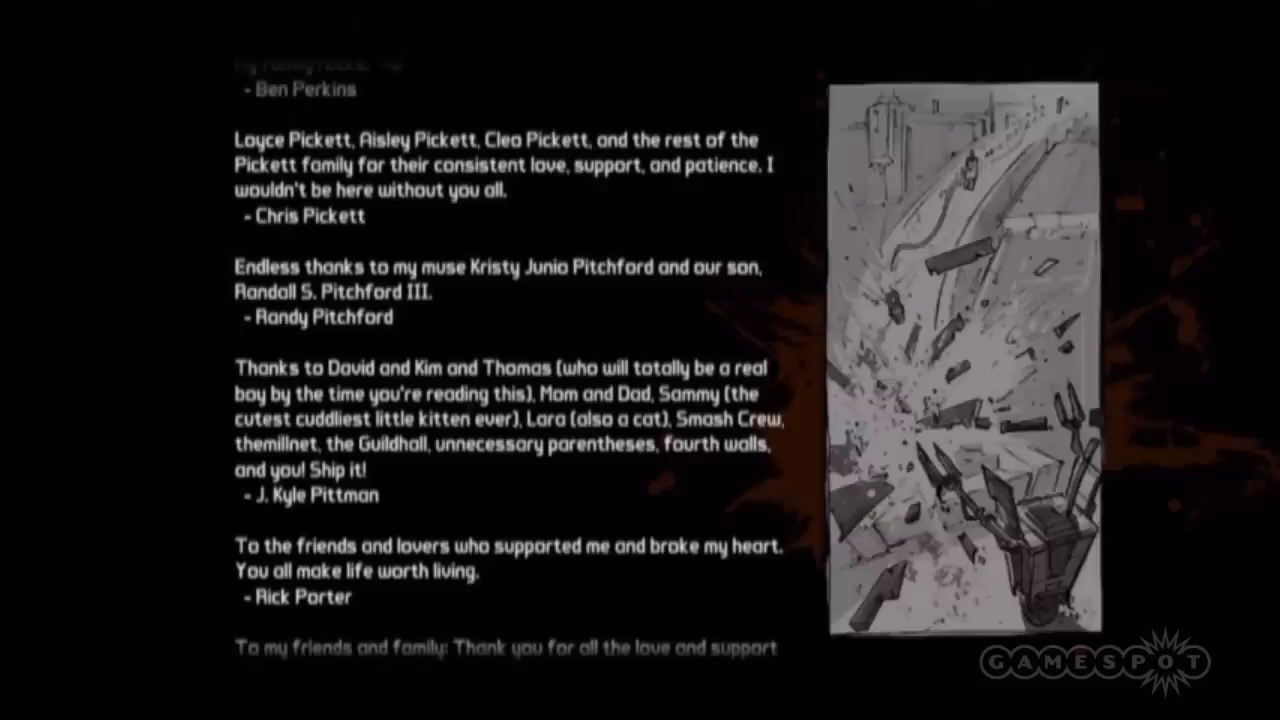 - Ben Perkins
Loyce Pickett, Aisley Pickett, Cleo Pickett, and the rest of the
Pickett family for their consistent love, support, and patience. I
wouldn't be here without you all.
- Chris Pickett
Endless thanks to my muse Kristy Junio Pitchford and our son,
Randall S. Pitchford III.
- Randy Pitchford
Thanks to David and Kim and Thomas (who will totally be a real
boy by the time you're reading this), Mom and Dad, Sammy (the
cutest cuddliest little kitten ever), Lara (also a cat), Smash Crew,
themillnet, the Guildhall, unnecessary parentheses, fourth walls,
and you! Ship it!
- J. Kyle Pittman
To the friends and lovers who supported me and broke my heart.
You all make life worth living.
- Rick Porter
To my friends and family: Thank you for all the love and support
GAMESPOT